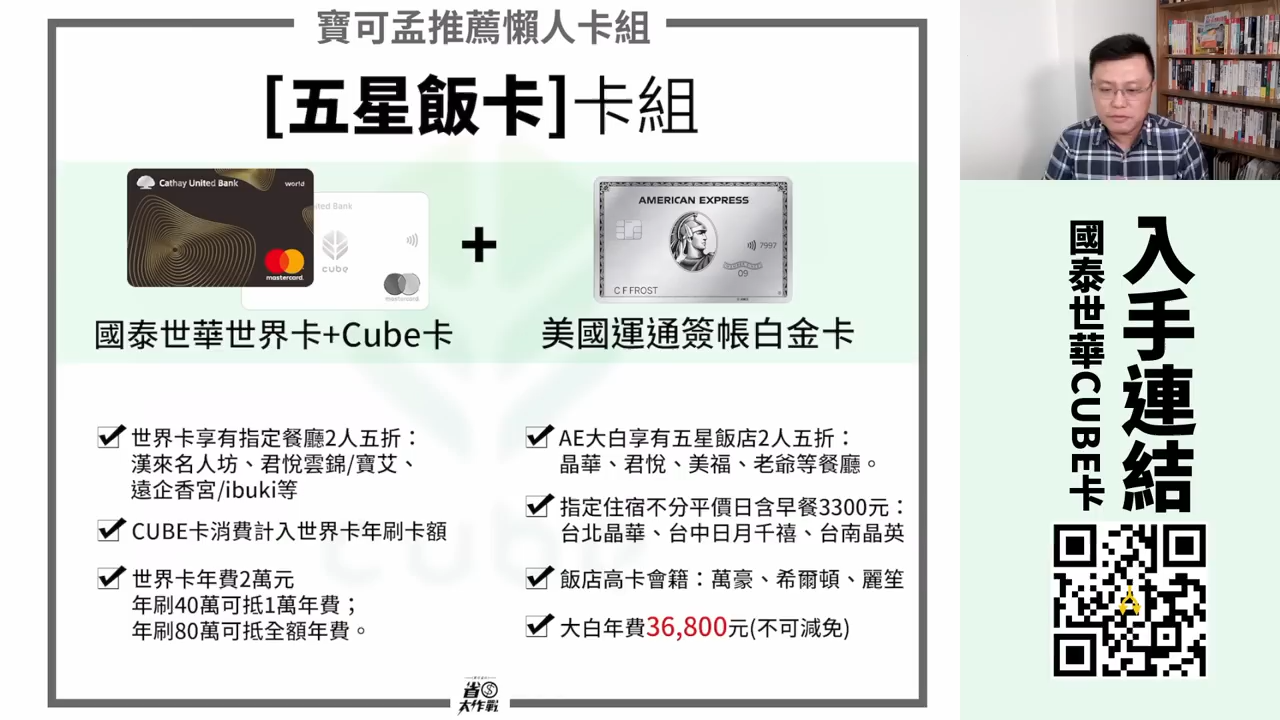 寶可孟推薦懶人卡組
[五星飯卡]卡組
Cathay United Bank
world
mastercard.
ited Bank
cube
mastercard
+
AMERICAN EXPRESS
7997
09
C F FROST
國泰世華世界卡+Cube卡
美國運通簽帳白金卡
世界卡享有指定餐廳2人五折：
漢來名人坊、君悅雲錦/寶艾、
遠企香宮/ibuki等
CUBE卡消費計入世界卡年刷卡額
世界卡年費2萬元
年刷40萬可抵1萬年費；
年刷80萬可抵全額年費。
AE大白享有五星飯店2人五折：
晶華、君悅、美福、老爺等餐廳。
指定住宿不分平假日含早餐3300元：
台北晶華、台中日月千禧、台南晶英
飯店高卡會籍：萬豪、希爾頓、麗笙
大白年費36,800元(不可減免)
省
大作戰
入手連結
國泰世華CUBE卡